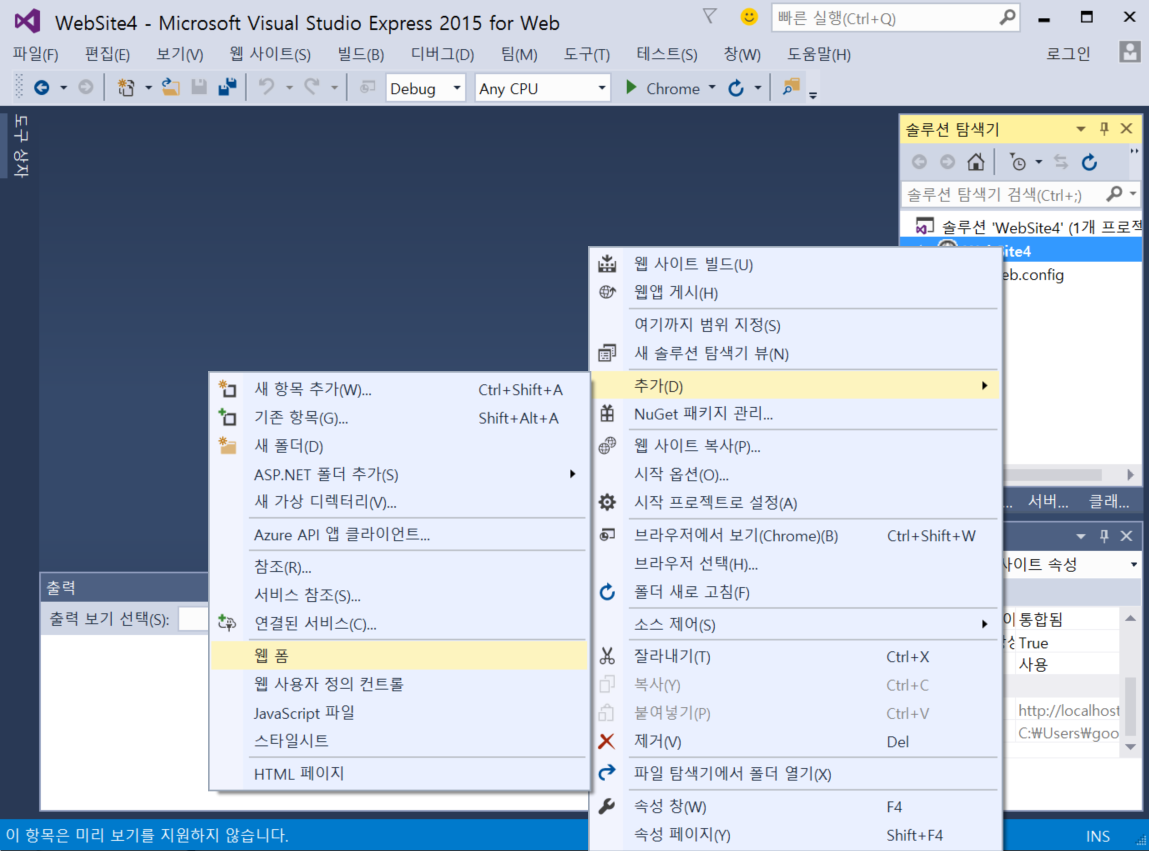 WebSite4 - Microsoft Visual Studio Express 2015 for Web
빠른 실행(Ctrl+Q)
파일(F) 편집(E) 보기(V) 웹 사이트(S) 빌드(B) 디버그(D) 팀(M) 도구(T) 테스트(S) 창(W) 도움말(H) 로그인
Debug Any CPU Chrome
도구 상자
솔루션 탐색기
솔루션 탐색기 검색(Ctrl+;)
솔루션 'WebSite4' (1개 프로젝
ite4
eb.config
웹 사이트 빌드(U)
웹앱 게시(H)
여기까지 범위 지정(S)
새 솔루션 탐색기 뷰(N)
추가(D)
NuGet 패키지 관리...
웹 사이트 복사(P)...
시작 옵션(O)...
시작 프로젝트로 설정(A)
브라우저에서 보기(Chrome)(B) Ctrl+Shift+W
브라우저 선택(H)...
폴더 새로 고침(F)
소스 제어(S)
잘라내기(T) Ctrl+X
복사(Y) Ctrl+C
붙여넣기(P) Ctrl+V
제거(V) Del
파일 탐색기에서 폴더 열기(X)
속성 창(W) F4
속성 페이지(Y) Shift+F4
새 항목 추가(W)... Ctrl+Shift+A
기존 항목(G)... Shift+Alt+A
새 폴더(D)
ASP.NET 폴더 추가(S)
새 가상 디렉터리(V)...
Azure API 앱 클라이언트...
참조(R)...
서비스 참조(S)...
연결된 서비스(C)...
웹 폼
웹 사용자 정의 컨트롤
JavaScript 파일
스타일시트
HTML 페이지
... 서버... 클래...
사이트 속성
이 통합됨
True
사용
http://localhost
C:₩Users₩goo
출력
출력 보기 선택(S):
이 항목은 미리 보기를 지원하지 않습니다.
INS